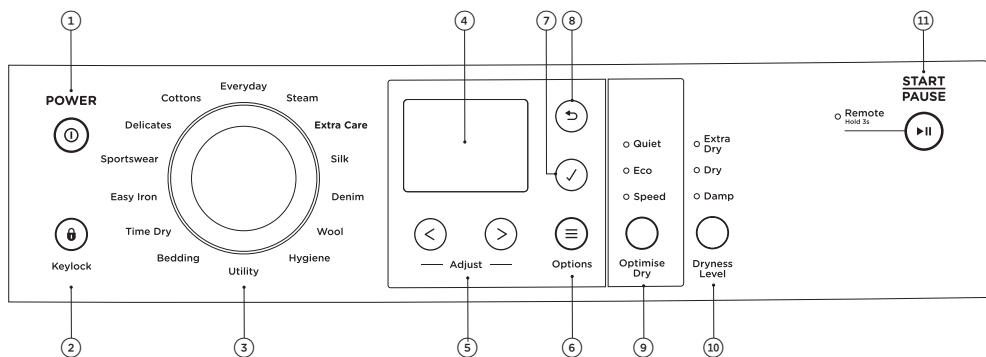 1
4
7
8
11
POWER
Everyday
Cottons
Steam
Delicates
Extra Care
Sportswear
Silk
Easy Iron
Denim
Time Dry
Wool
Bedding
Hygiene
Utility
Keylock
Adjust
Options
Quiet
Eco
Speed
Optimise
Dry
Extra
Dry
Dry
Damp
Dryness
Level
START
PAUSE
Remote
Hold 3s
2
3
5
6
9
10